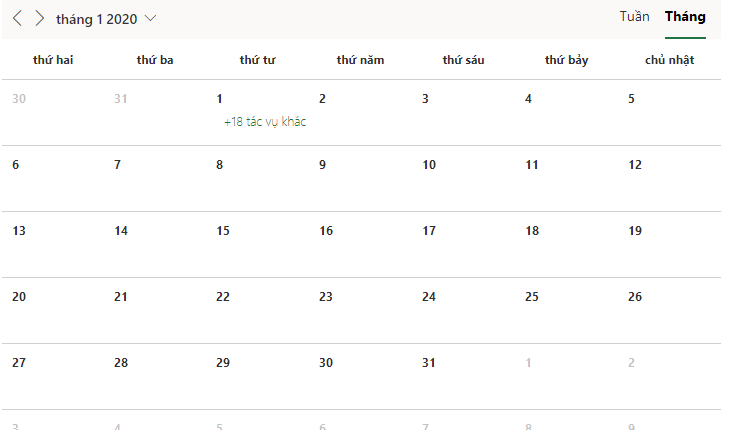 tháng 1 2020 Tuần Tháng
thứ hai thứ ba thứ tư thứ năm thứ sáu thứ bảy chủ nhật
30 31 1 2 3 4 5
+18 tác vụ khác
6 7 8 9 10 11 12
13 14 15 16 17 18 19
20 21 22 23 24 25 26
27 28 29 30 31 1 2
3 4 5 6 7 8 9